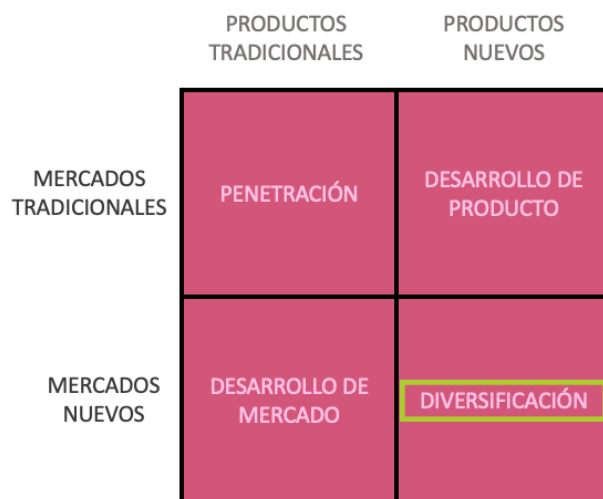 PRODUCTOS
TRADICIONALES
PRODUCTOS
NUEVOS
MERCADOS
TRADICIONALES
PENETRACIÓN
DESARROLLO DE
PRODUCTO
MERCADOS
NUEVOS
DESARROLLO DE
MERCADO
DIVERSIFICACIÓN